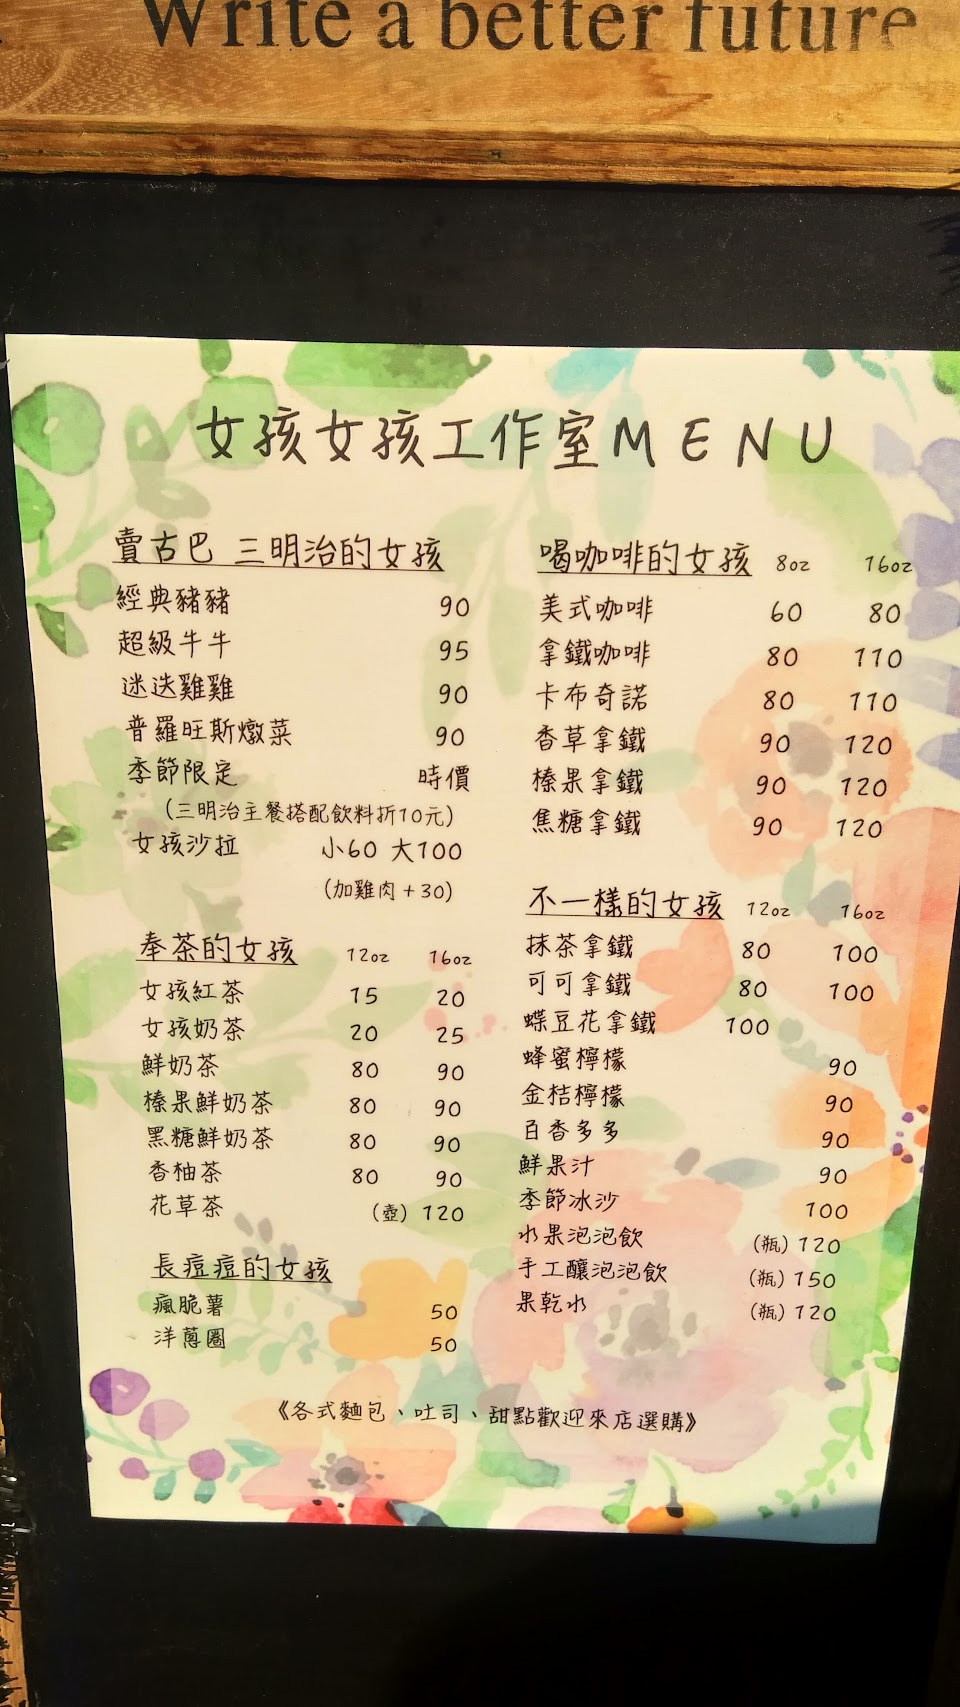 Write a better future
女孩女孩工作室MENU
賣古巴 三明治的女孩
經典豬豬 90
超級牛牛 95
迷迭雞雞 90
普羅旺斯燉菜 90
季節限定 時價
(三明治主餐搭配飲料折10元)
女孩沙拉 小60 大100
(加雞肉+30)
奉茶的女孩 12oz 16oz
女孩紅茶 15 20
女孩奶茶 20 25
鮮奶茶 80 90
榛果鮮奶茶 80 90
黑糖鮮奶茶 80 90
香柚茶 80 90
花草茶 (壺) 120
長痘痘的女孩
瘋脆薯 50
洋蔥圈 50
喝咖啡的女孩 8oz 16oz
美式咖啡 60 80
拿鐵咖啡 80 110
卡布奇諾 80 110
香草拿鐵 90 120
榛果拿鐵 90 120
焦糖拿鐵 90 120
不一樣的女孩 12oz 16oz
抹茶拿鐵 80 100
可可拿鐵 80 100
蝶豆花拿鐵 100
蜂蜜檸檬 90
金桔檸檬 90
百香多多 90
鮮果汁 90
季節冰沙 100
水果泡泡飲 (瓶) 120
手工釀泡泡飲 (瓶) 150
果乾水 (瓶) 120
《各式麵包、吐司、甜點歡迎來店選購》